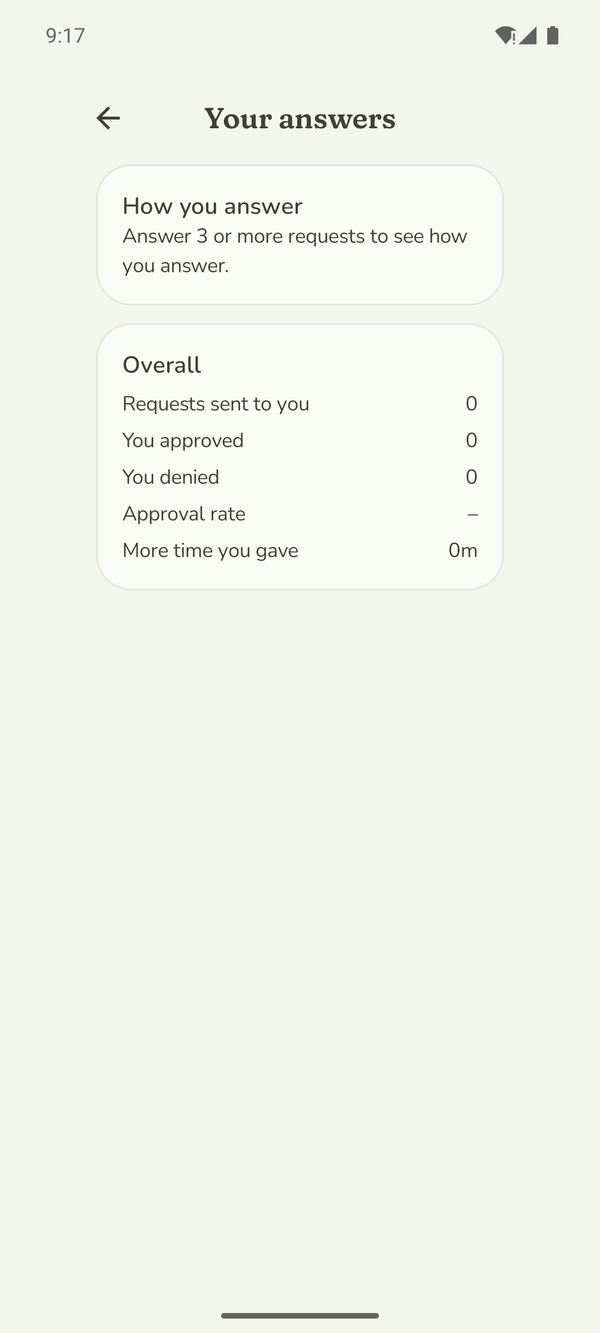 9:17
Your answers
How you answer
Answer 3 or more requests to see how
you answer.
Overall
Requests sent to you 0
You approved 0
You denied 0
Approval rate –
More time you gave 0m